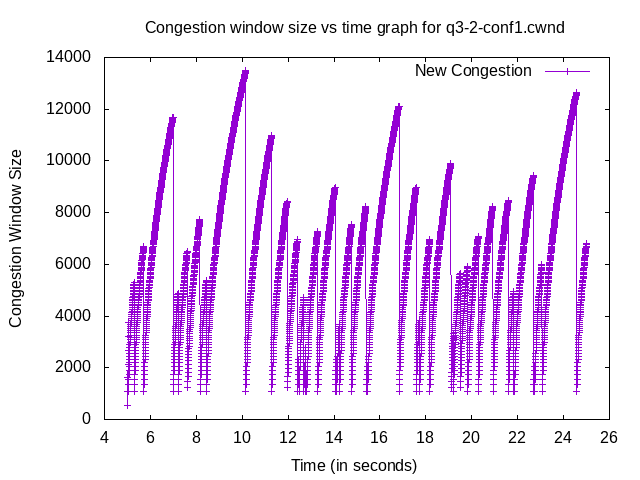 Congestion window size vs time graph for q3-2-conf1.cwnd
14000
12000
10000
8000
6000
4000
2000
0
Congestion Window Size
New Congestion
4 6 8 10 12 14 16 18 20 22 24 26
Time (in seconds)